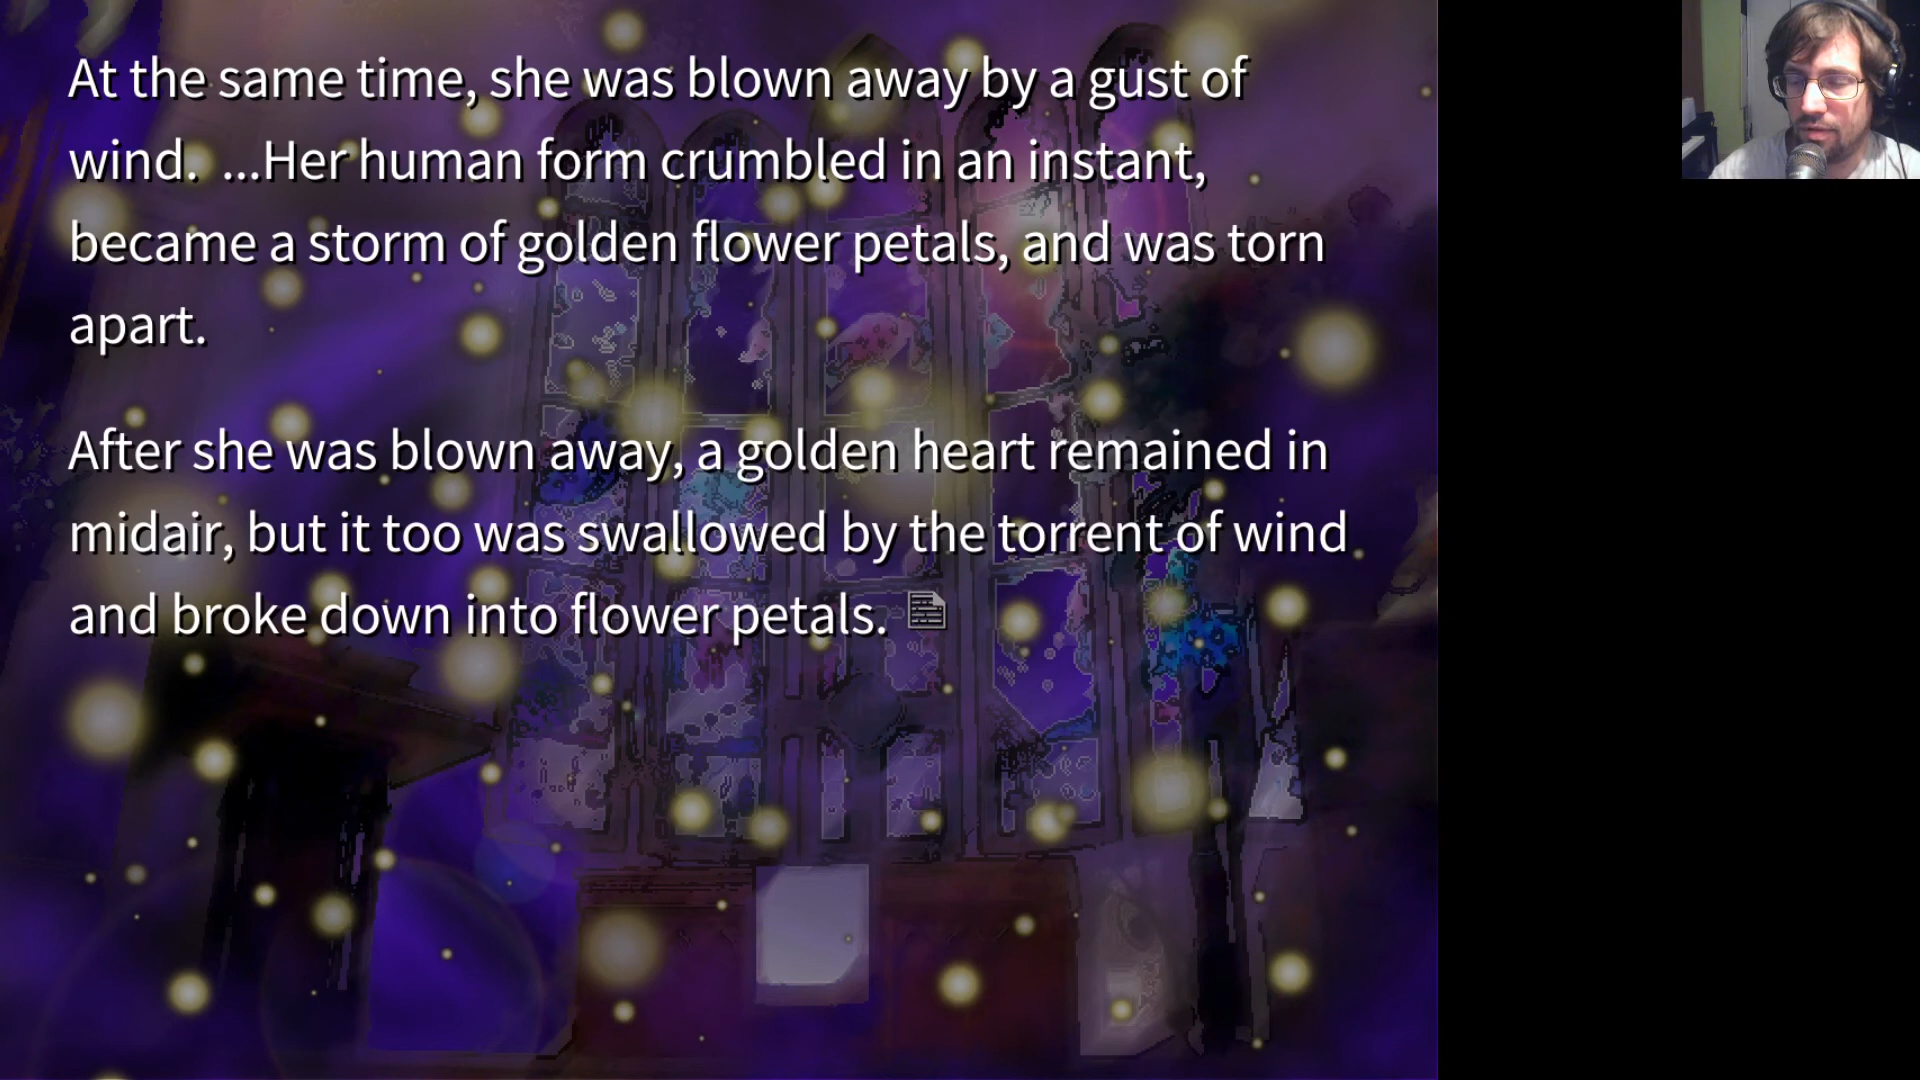 At the same time, she was blown away by a gust of
wind.  ...Her human form crumbled in an instant,
became a storm of golden flower petals, and was torn
apart.
After she was blown away, a golden heart remained in
midair, but it too was swallowed by the torrent of wind
and broke down into flower petals.